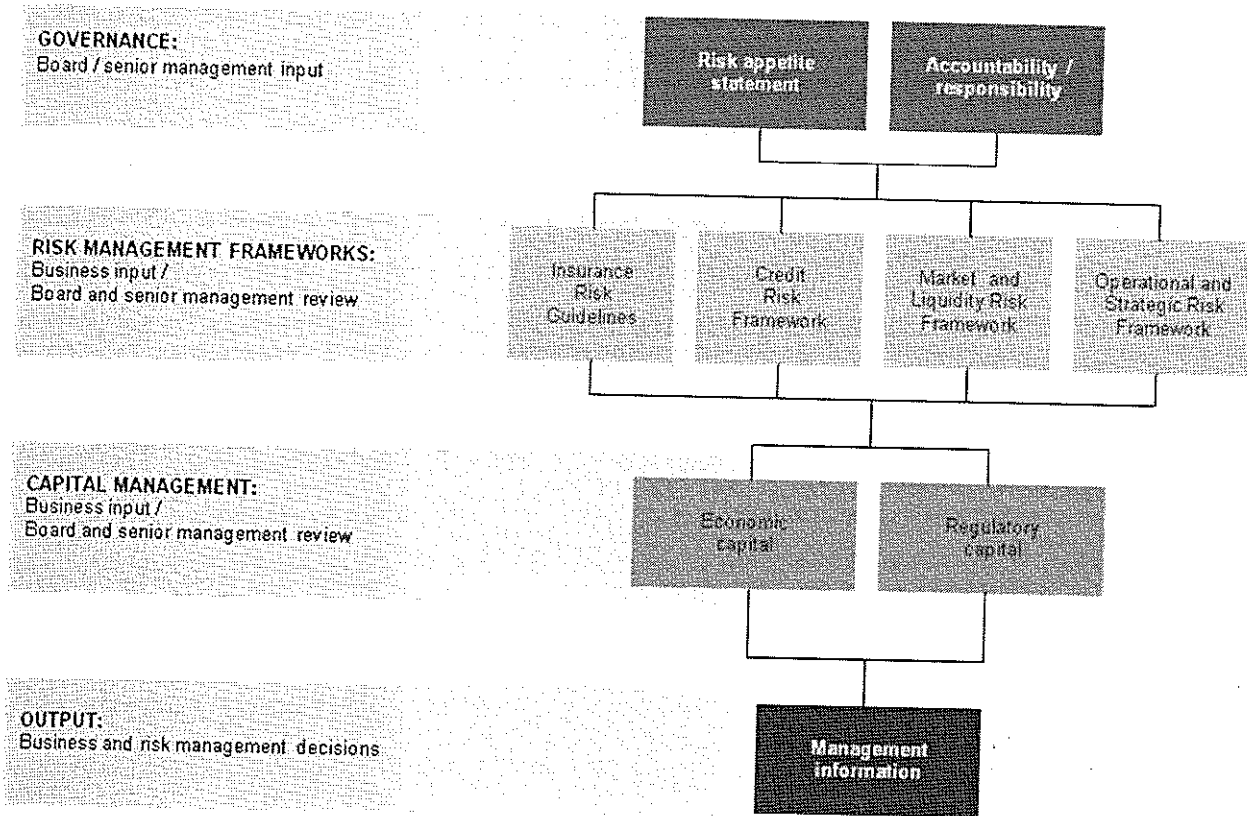 GOVERNANCE:
Board / senior management input
Risk appetite
statement
Accountability /
responsibility
RISK MANAGEMENT FRAMEWORKS:
Business input /
Board and senior management review
Insurance
Risk
Guidelines
Credit
Risk
Framework
Market and
Liquidity Risk
Framework
Operational and
Strategic Risk
Framework
CAPITAL MANAGEMENT:
Business input /
Board and senior management review
Economic
capital
Regulatory
capital
OUTPUT:
Business and risk management decisions
Management
information